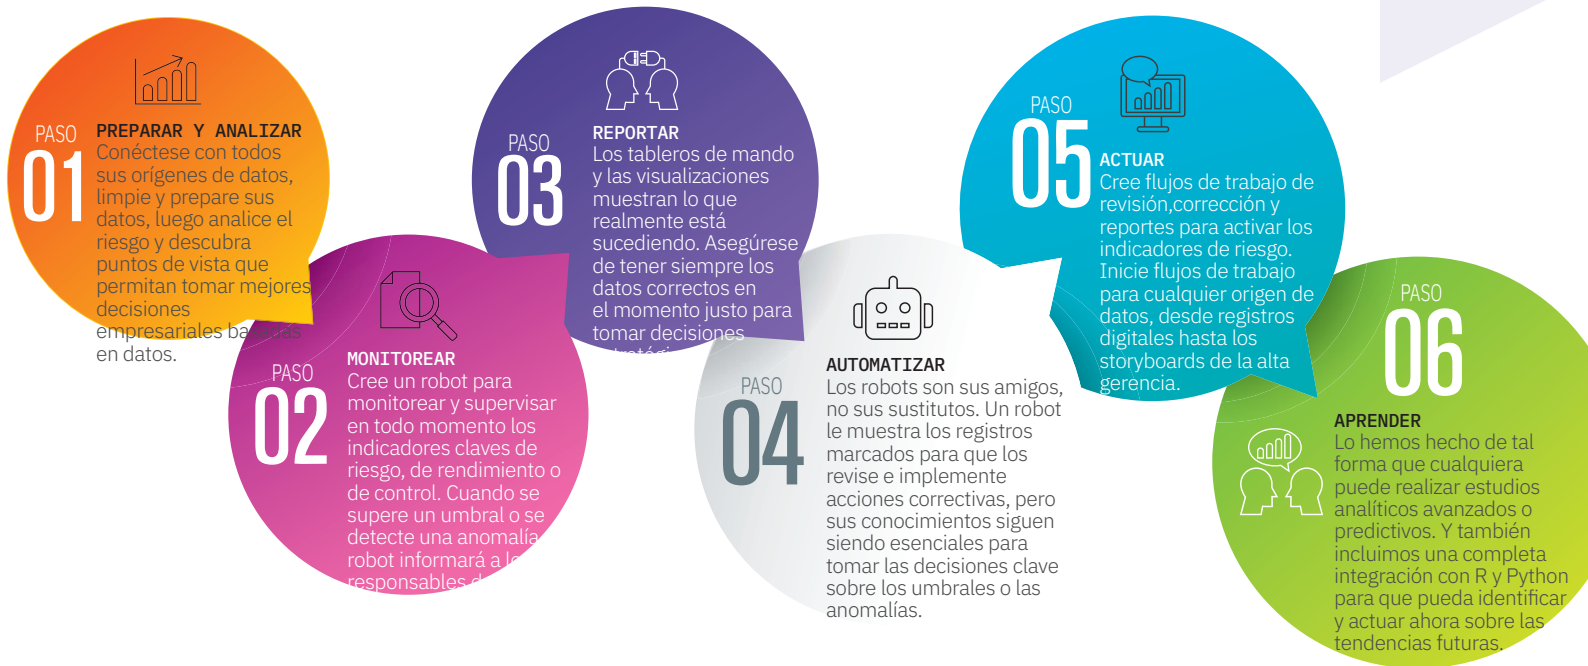 PASO
01
PREPARAR Y ANALIZAR
Conéctese con todos
sus orígenes de datos,
limpie y prepare sus
datos, luego analice el
riesgo y descubra
puntos de vista que
permitan tomar mejores
decisiones
empresariales basadas
en datos.
PASO
02
MONITOREAR
Cree un robot para
monitorear y supervisar
en todo momento los
indicadores claves de
riesgo, de rendimiento o
de control. Cuando se
supere un umbral o se
detecte una anomalía
robot informará a
responsables
PASO
03
REPORTAR
Los tableros de mando
y las visualizaciones
muestran lo que
realmente está
sucediendo. Asegúrese
de tener siempre los
datos correctos en
el momento justo para
tomar decisiones
PASO
04
AUTOMATIZAR
Los robots son sus amigos,
no sus sustitutos. Un robot
le muestra los registros
marcados para que los
revise e implemente
acciones correctivas, pero
sus conocimientos siguen
siendo esenciales para
tomar las decisiones clave
sobre los umbrales o las
anomalías.
PASO
05
ACTUAR
Cree flujos de trabajo de
revisión,corrección y
reportes para activar los
indicadores de riesgo.
Inicie flujos de trabajo
para cualquier origen de
datos, desde registros
digitales hasta los
storyboards de la alta
gerencia.
PASO
06
APRENDER
Lo hemos hecho de tal
forma que cualquiera
puede realizar estudios
analíticos avanzados o
predictivos. Y también
incluimos una completa
integración con R y Python
para que pueda identificar
y actuar ahora sobre las
tendencias futuras.